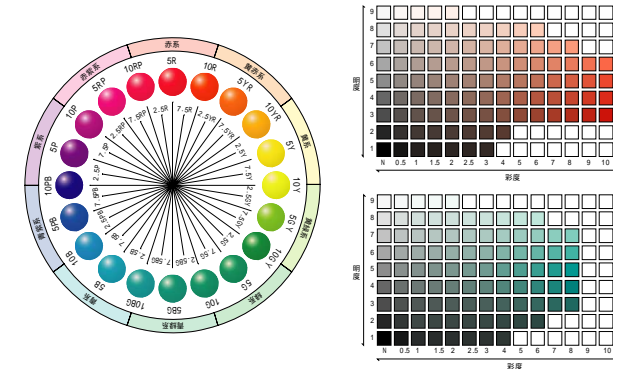 赤系
黄赤系
黄系
黄緑系
緑系
青緑系
青系
青紫系
紫系
赤紫系
5R
10R
5YR
10YR
5Y
10Y
5GY
10GY
5G
10G
5BG
10BG
5B
10B
5PB
10PB
5P
10P
5RP
10RP
7.5R
2.5YR
7.5YR
2.5Y
7.5Y
2.5GY
7.5GY
2.5G
7.5G
2.5BG
7.5BG
2.5B
7.5B
2.5PB
7.5PB
2.5P
7.5P
2.5RP
7.5RP
2.5R
9
8
7
6
5
4
3
2
1
明度
N 0.5 1 1.5 2 2.5 3 4 5 6 7 8 9 10
彩度
9
8
7
6
5
4
3
2
1
明度
N 0.5 1 1.5 2 2.5 3 4 5 6 7 8 9 10
彩度